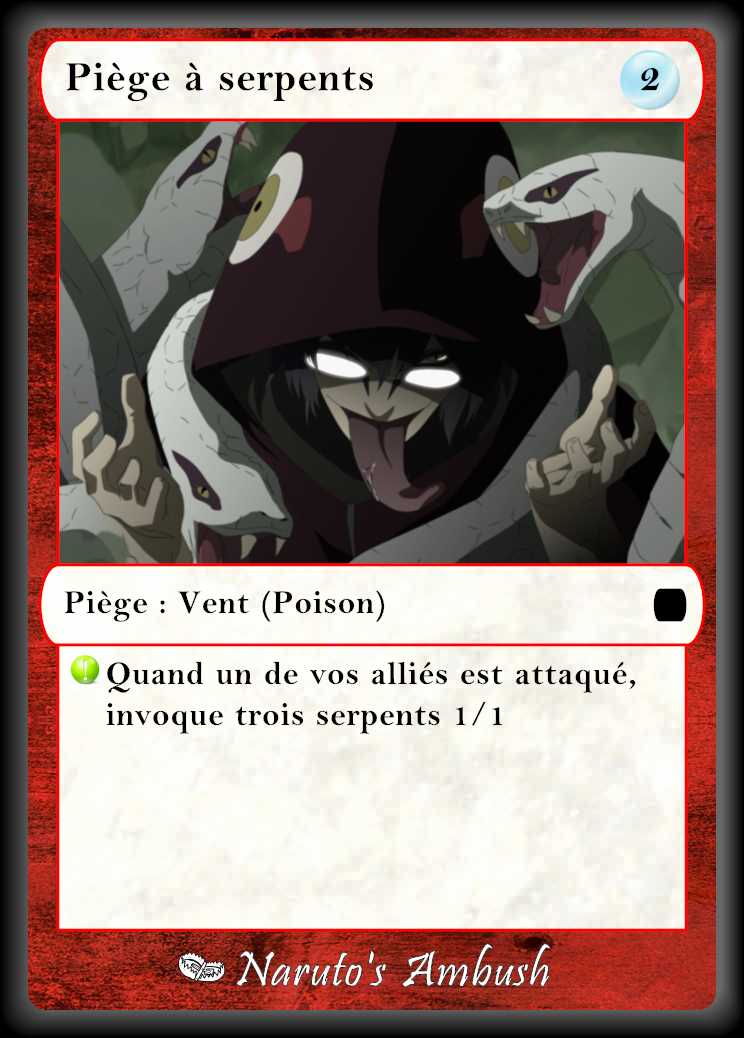 Piège à serpents
2
Piège : Vent (Poison)
! Quand un de vos alliés est attaqué,
invoque trois serpents 1/1
Naruto's Ambush